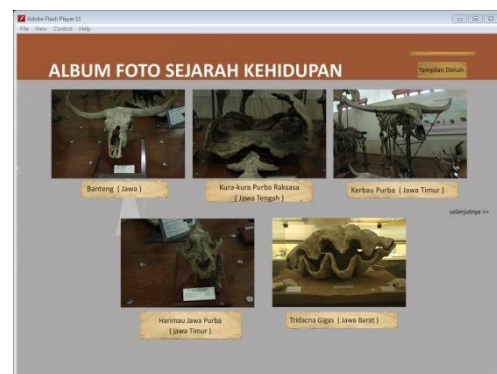 Adobe Flash Player 11
File View Control Help
ALBUM FOTO SEJARAH KEHIDUPAN
Tampilan Denah
Banteng ( Jawa )
Kura-kura Purba Raksasa
( Jawa Tengah )
Kerbau Purba ( Jawa Timur )
selanjutnya >>
Harimau Jawa Purba
( jawa Timur )
Tridacna Gigas ( Jawa Barat )